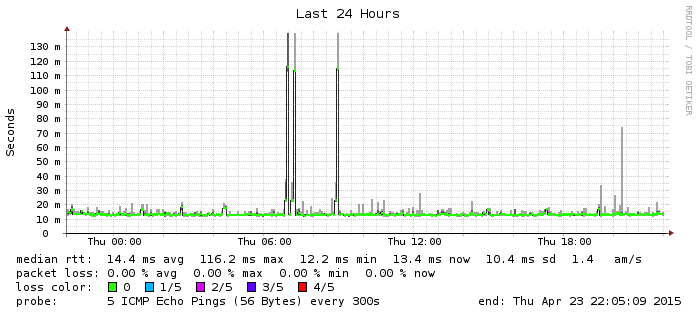 Last 24 Hours
RRDTOOL / TOBI OETIKER
Seconds
130 m
120 m
110 m
100 m
90 m
80 m
70 m
60 m
50 m
40 m
30 m
20 m
10 m
0
Thu 00:00 Thu 06:00 Thu 12:00 Thu 18:00
median rtt: 14.4 ms avg 116.2 ms max 12.2 ms min 13.4 ms now 10.4 ms sd 1.4 am/s
packet loss: 0.00 % avg 0.00 % max 0.00 % min 0.00 % now
loss color: 0 1/5 2/5 3/5 4/5
probe: 5 ICMP Echo Pings (56 Bytes) every 300s end: Thu Apr 23 22:05:09 2015